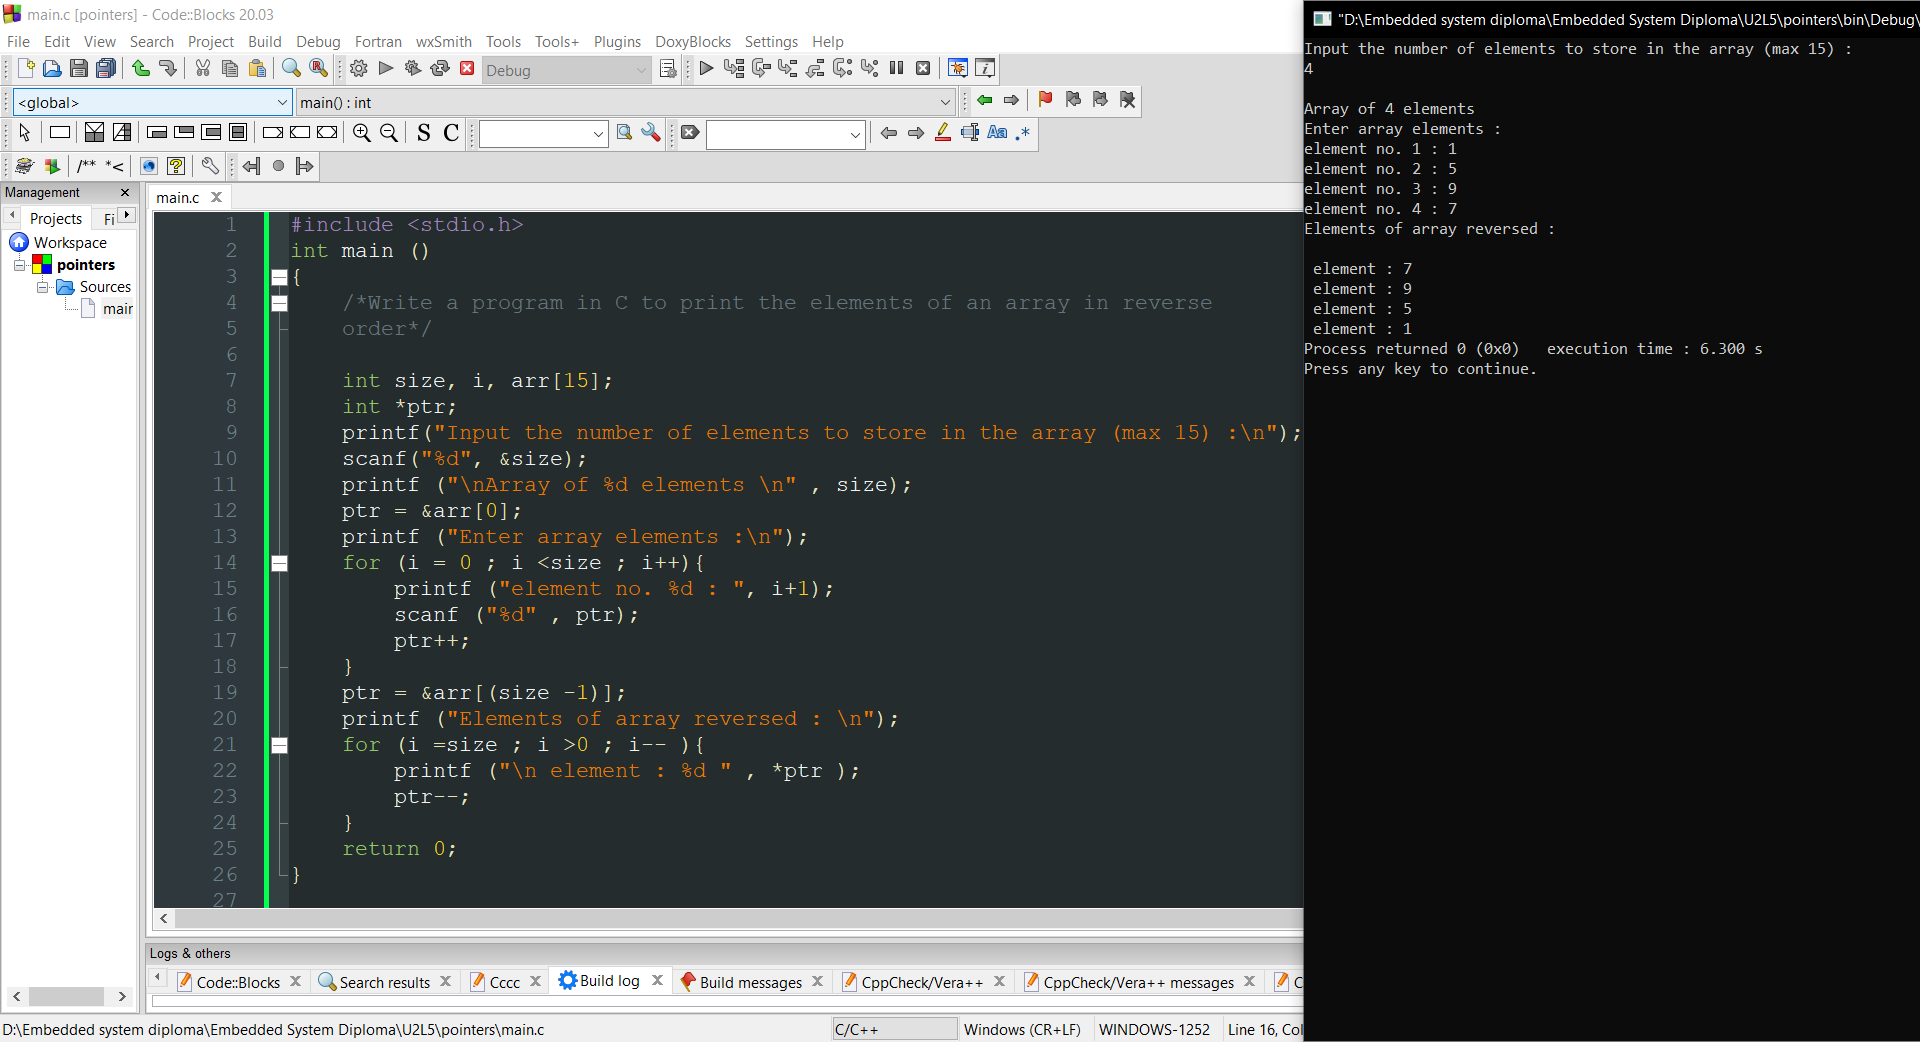 main.c [pointers] - Code::Blocks 20.03
File Edit View Search Project Build Debug Fortran wxSmith Tools Tools+ Plugins DoxyBlocks Settings Help
Debug
<global> main() : int
S C Aa .*
/** *<
Management
Projects Fi
Workspace
pointers
Sources
main.c
1 #include <stdio.h>
2 int main ()
3 {
4 /*Write a program in C to print the elements of an array in reverse
5 order*/
6
7 int size, i, arr[15];
8 int *ptr;
9 printf("Input the number of elements to store in the array (max 15) :\n");
10 scanf("%d", &size);
11 printf ("\nArray of %d elements \n" , size);
12 ptr = &arr[0];
13 printf ("Enter array elements :\n");
14 for (i = 0 ; i <size ; i++){
15 printf ("element no. %d : ", i+1);
16 scanf ("%d" , ptr);
17 ptr++;
18 }
19 ptr = &arr[(size -1)];
20 printf ("Elements of array reversed : \n");
21 for (i =size ; i >0 ; i-- ){
22 printf ("\n element : %d " , *ptr );
23 ptr--;
24 }
25 return 0;
26 }
27
Logs & others
Code::Blocks Search results Cccc Build log Build messages CppCheck/Vera++ CppCheck/Vera++ messages C
D:\Embedded system diploma\Embedded System Diploma\U2L5\pointers\main.c C/C++ Windows (CR+LF) WINDOWS-1252 Line 16, Col
"D:\Embedded system diploma\Embedded System Diploma\U2L5\pointers\bin\Debug\
Input the number of elements to store in the array (max 15) :
4
Array of 4 elements
Enter array elements :
element no. 1 : 1
element no. 2 : 5
element no. 3 : 9
element no. 4 : 7
Elements of array reversed :
element : 7
element : 9
element : 5
element : 1
Process returned 0 (0x0) execution time : 6.300 s
Press any key to continue.